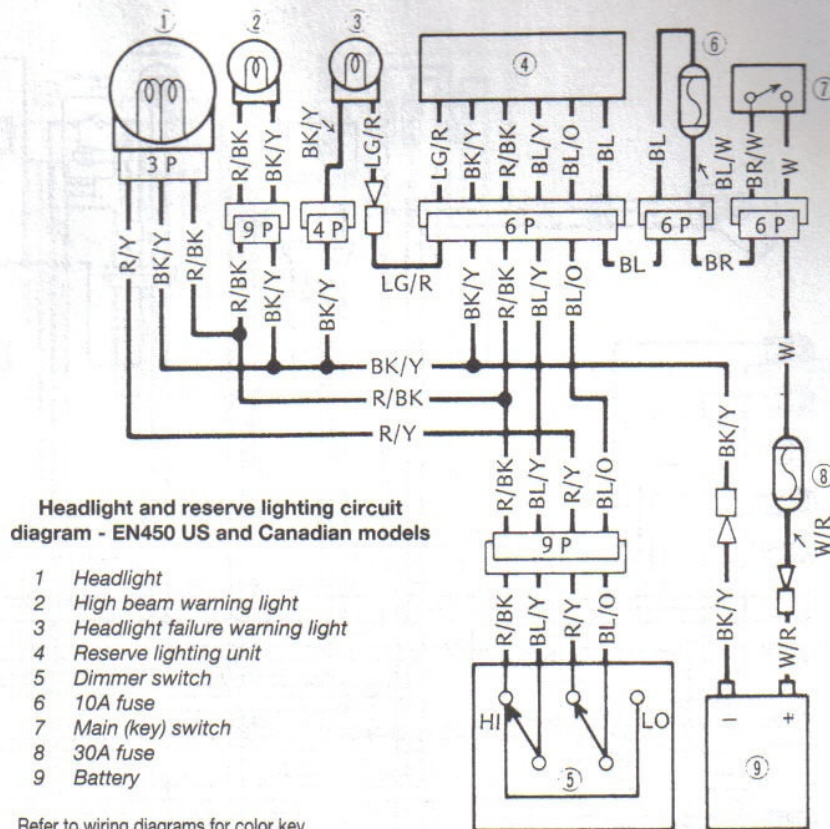 1 2 3 4 6 7
3 P
R/BK BK/Y BK/Y LG/R LG/R BK/Y R/BK BL/Y BL/O BL BL BL/W BR/W W
9 P 4 P 6 P 6 P 6 P
R/Y BK/Y R/BK R/BK BK/Y BK/Y LG/R BK/Y R/BK BL/Y BL/O BL BR
W
BK/Y
R/BK
R/Y
BK/Y
8
R/BK BL/Y R/Y BL/O
W/R
Headlight and reserve lighting circuit
diagram - EN450 US and Canadian models
9 P
1 Headlight
2 High beam warning light
3 Headlight failure warning light
4 Reserve lighting unit
5 Dimmer switch
6 10A fuse
7 Main (key) switch
8 30A fuse
9 Battery
R/BK BL/Y R/Y BL/O
BK/Y W/R
HI LO
5
- +
9
Refer to wiring diagrams for color key